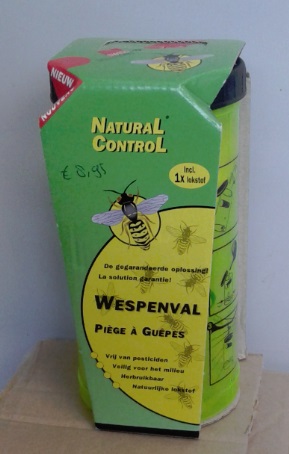 NIEUW
NOUVEAU
NATURAL
CONTROL
€ 8,95
Incl.
1x lokstof
De gegarandeerde oplossing!
La solution garantie!
WESPENVAL
PIÈGE À GUÊPES
Vrij van pesticiden
Veilig voor het milieu
Herbruikbaar
Natuurlijke lokstof